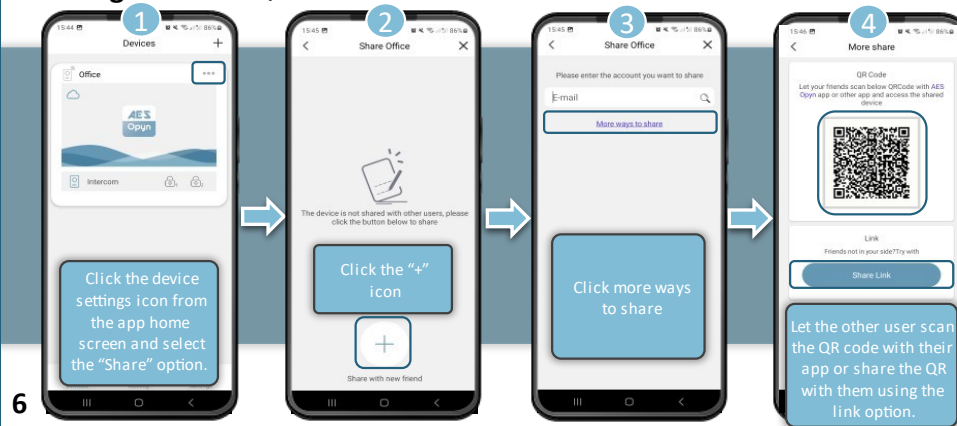 1
15:44
86%
Devices
+
Office
AES
Opyn
Intercom
Click the device
settings icon from
the app home
screen and select
the “Share” option.
2
15:45
86%
Share Office
The device is not shared with other users, please
click the button below to share
Click the “+”
icon
+
Share with new friend
3
15:45
86%
Share Office
Please enter the account you want to share
E-mail
More ways to share
Click more ways
to share
4
15:46
86%
More share
QR Code
Let your friends scan below QRCode with AES
Opyn app or other app and access the shared
device
Link
Friends not in your side?Try with
Share Link
Let the other user scan
the QR code with their
app or share the QR
with them using the
link option.
6